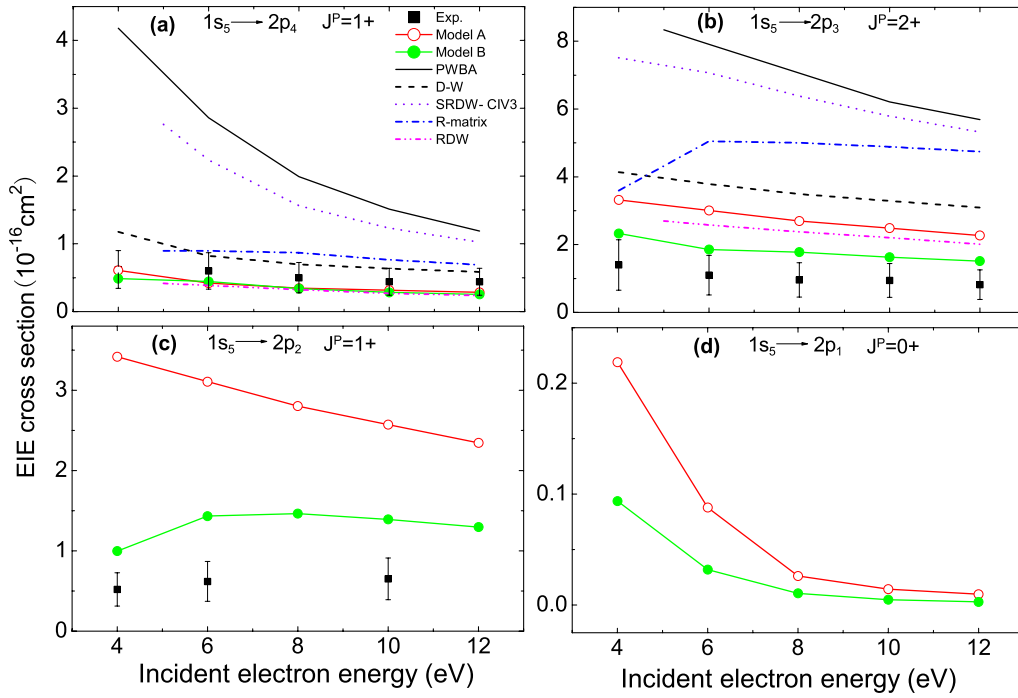 (a) 1s₅ → 2p₄ Jᴾ=1+
Exp.
Model A
Model B
PWBA
D-W
SRDW- CIV3
R-matrix
RDW
4
3
2
1
0
(b) 1s₅ → 2p₃ Jᴾ=2+
8
6
4
2
0
EIE cross section (10⁻¹⁶cm²)
(c) 1s₅ → 2p₂ Jᴾ=1+
3
2
1
0
4 6 8 10 12
Incident electron energy (eV)
(d) 1s₅ → 2p₁ Jᴾ=0+
0.2
0.1
0.0
4 6 8 10 12
Incident electron energy (eV)